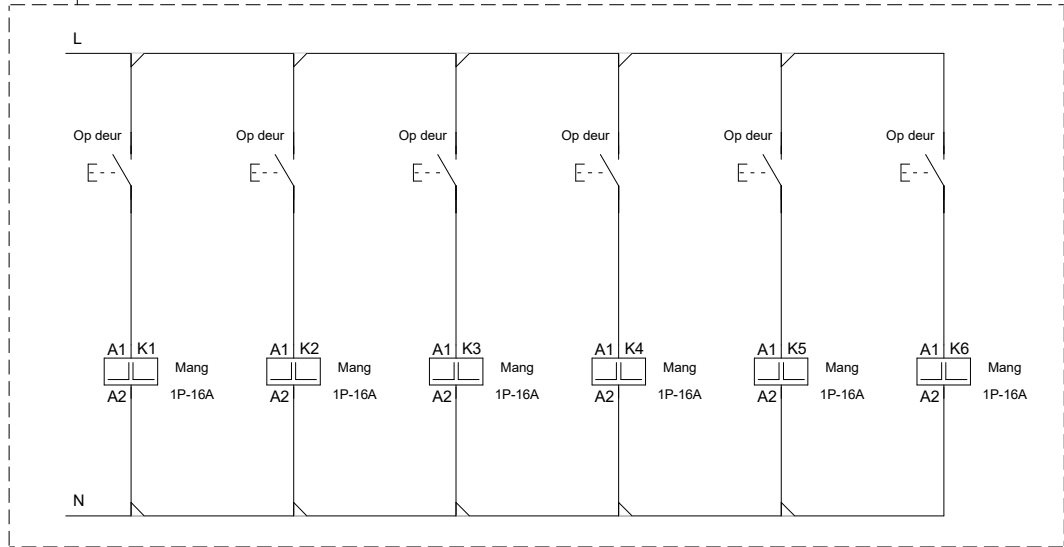 L
Op deur Op deur Op deur Op deur Op deur Op deur
A1 K1 A1 K2 A1 K3 A1 K4 A1 K5 A1 K6
Mang Mang Mang Mang Mang Mang
A2 1P-16A A2 1P-16A A2 1P-16A A2 1P-16A A2 1P-16A A2 1P-16A
N